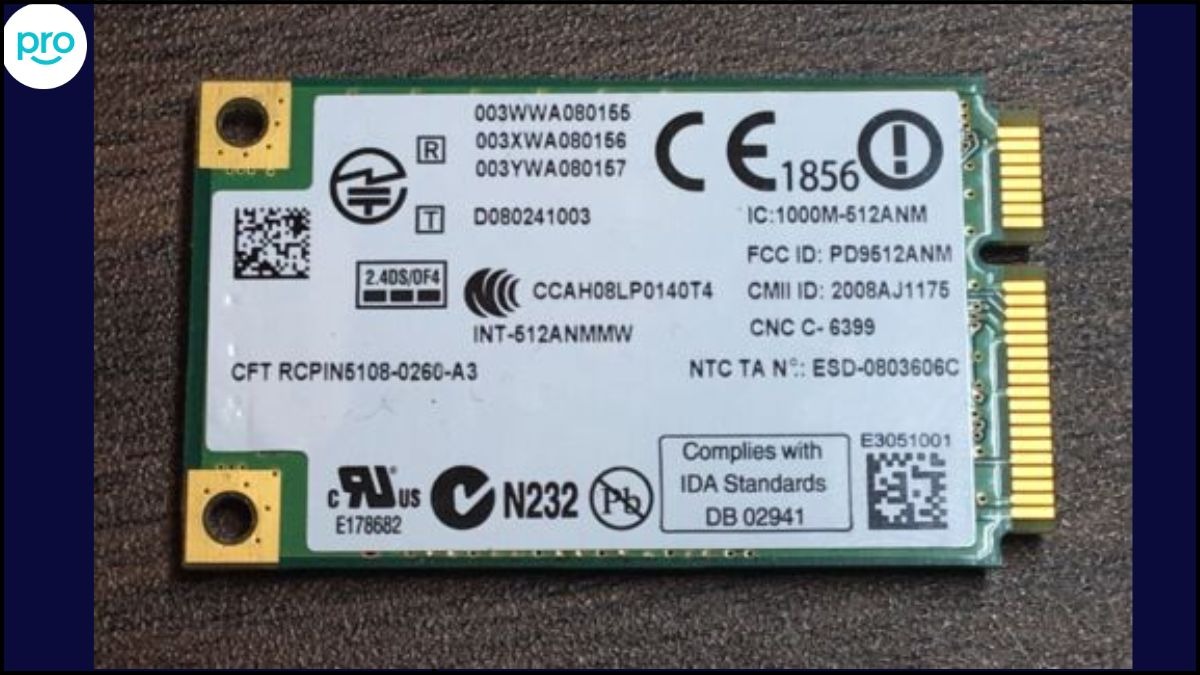 pro
003WWA080155
003XWA080156
R
003YWA080157
CE1856
T
D080241003
IC:1000M-512ANM
FCC ID: PD9512ANM
2.4DS/OF4
CCAH08LP0140T4
CMII ID: 2008AJ1175
INT-512ANMMW
CNC C- 6399
CFT RCPIN5108-0260-A3
NTC TA N°.: ESD-0803606C
Complies with
IDA Standards
DB 02941
E3051001
c RU US
E178682
N232
Pb